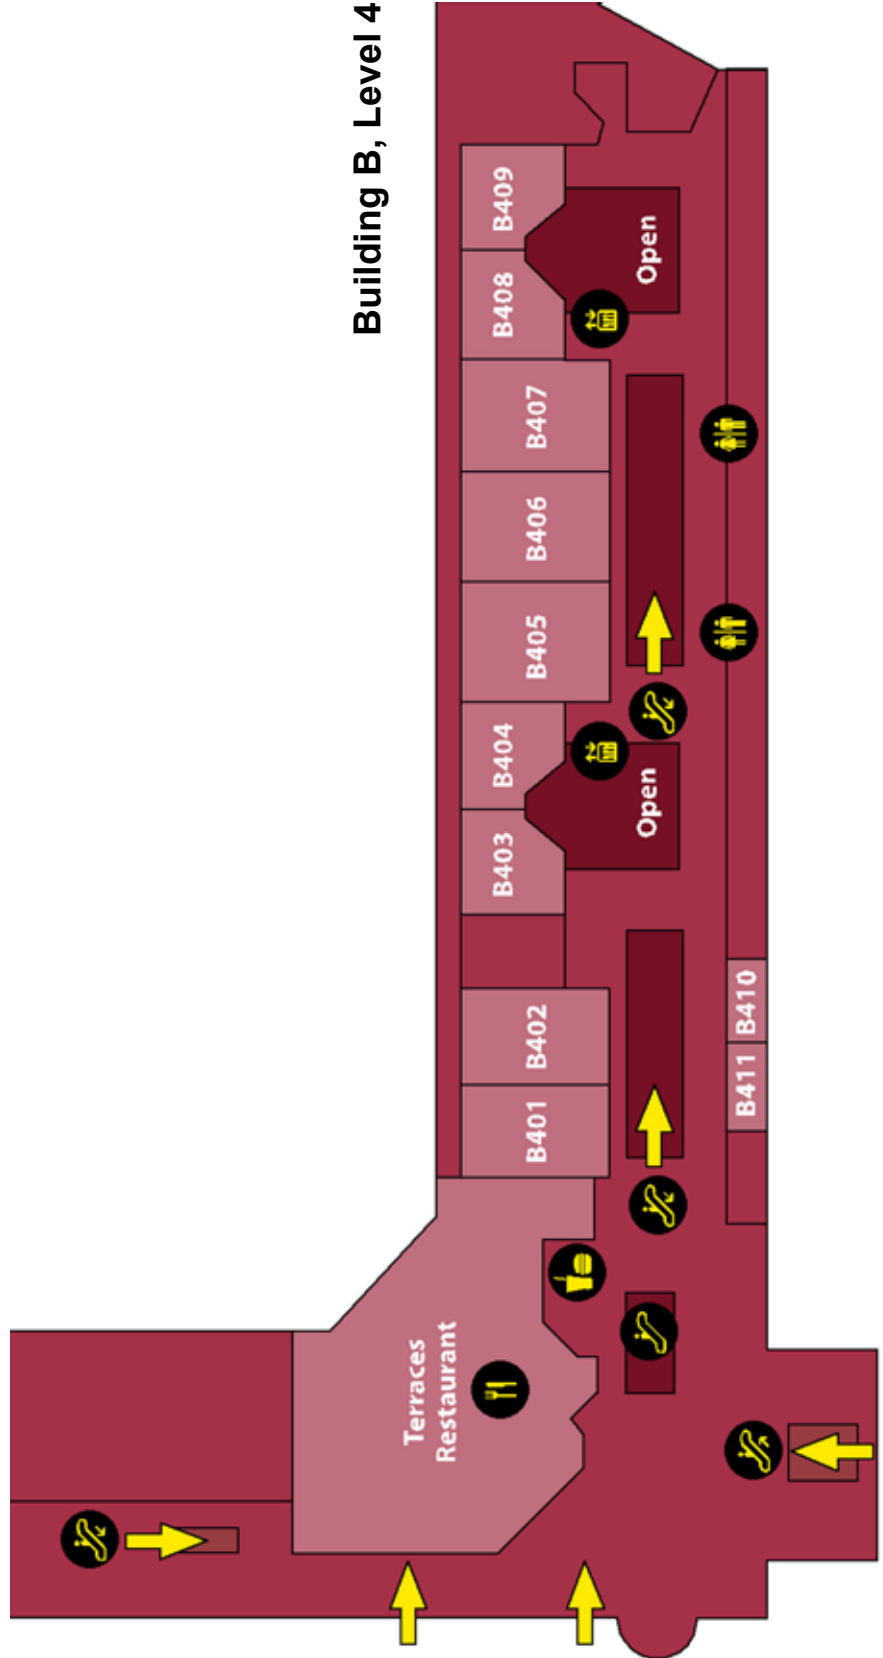 Building B, Level 4
Terraces
Restaurant
B401
B402
B403
B404
B405
B406
B407
B408
B409
Open
Open
B411
B410